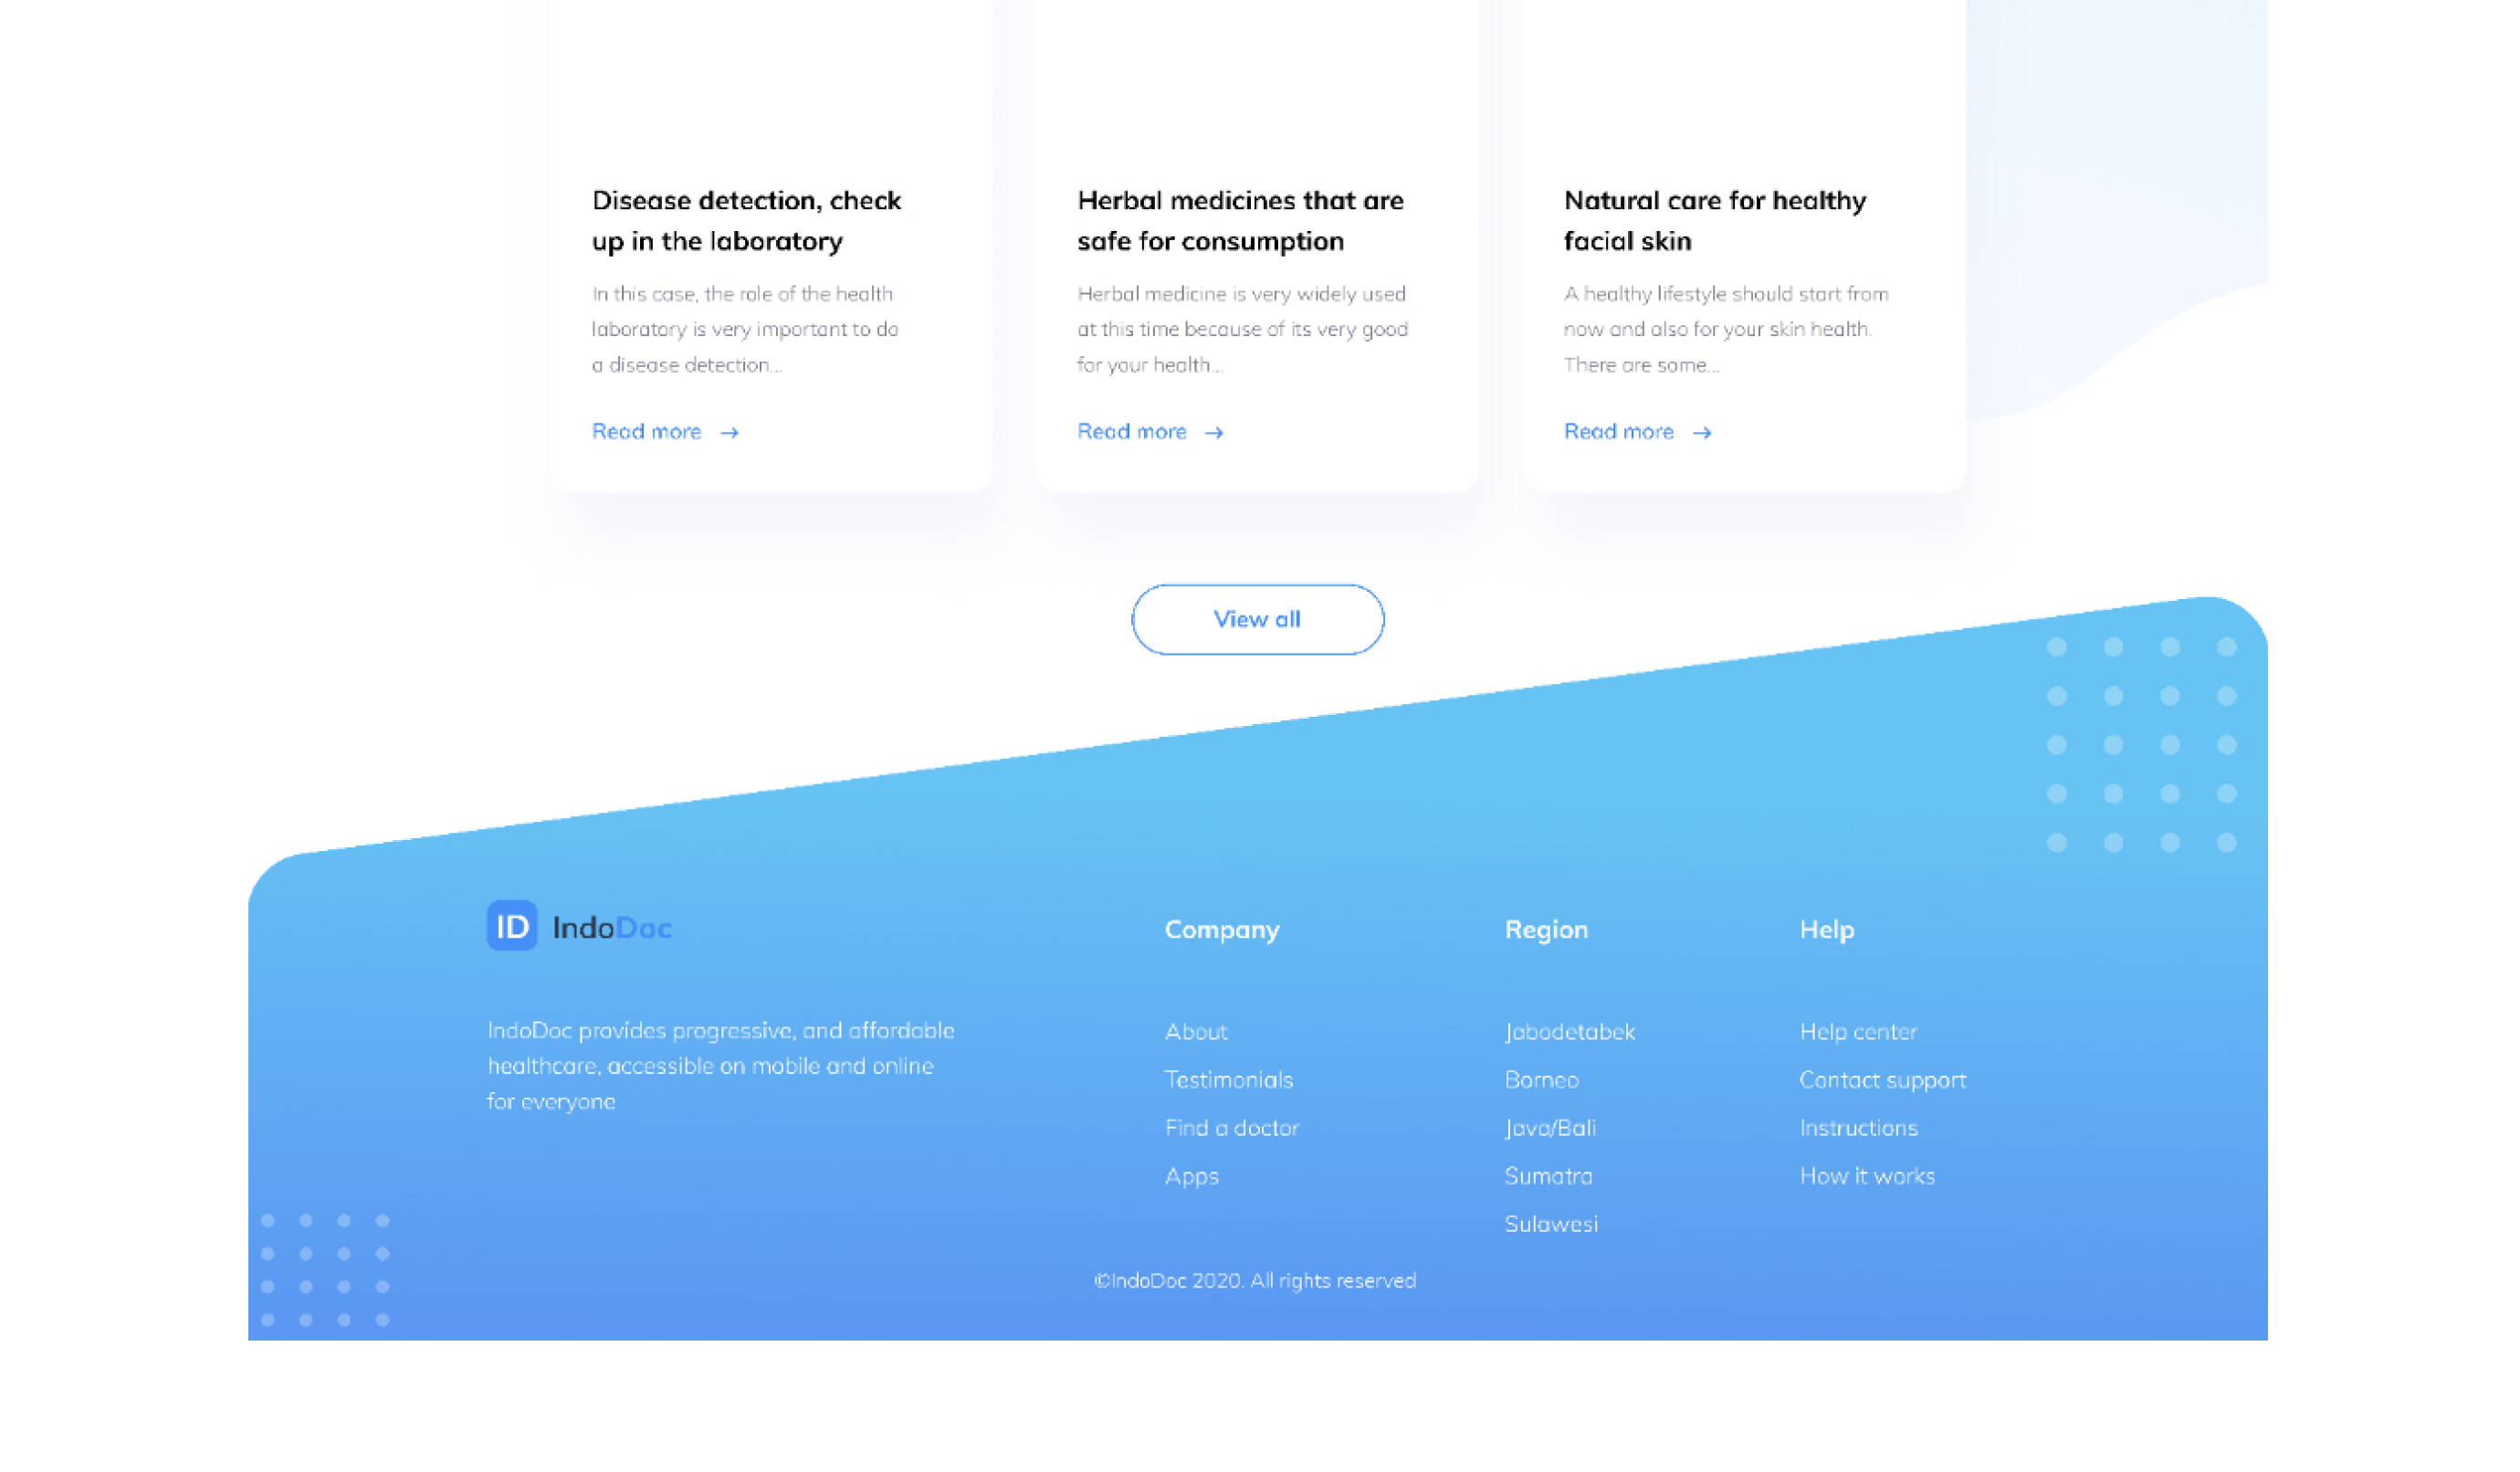 Disease detection, check
up in the laboratory
In this case, the role of the health
laboratory is very important to do
a disease detection...
Read more →
Herbal medicines that are
safe for consumption
Herbal medicine is very widely used
at this time because of its very good
for your health...
Read more →
Natural care for healthy
facial skin
A healthy lifestyle should start from
now and also for your skin health.
There are some...
Read more →
View all
ID IndoDoc
IndoDoc provides progressive, and affordable
healthcare, accessible on mobile and online
for everyone
Company
About
Testimonials
Find a doctor
Apps
Region
Jabodetabek
Borneo
Java/Bali
Sumatra
Sulawesi
Help
Help center
Contact support
Instructions
How it works
©IndoDoc 2020. All rights reserved